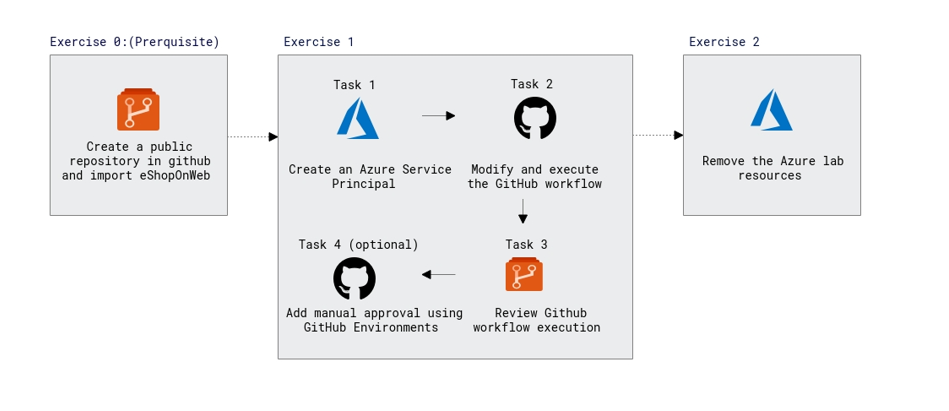 Exercise 0:(Prerquisite)
Create a public
repository in github
and import eShopOnWeb
Exercise 1
Task 1
Create an Azure Service
Principal
Task 2
Modify and execute
the GitHub workflow
Task 3
Review Github
workflow execution
Task 4 (optional)
Add manual approval using
GitHub Environments
Exercise 2
Remove the Azure lab
resources